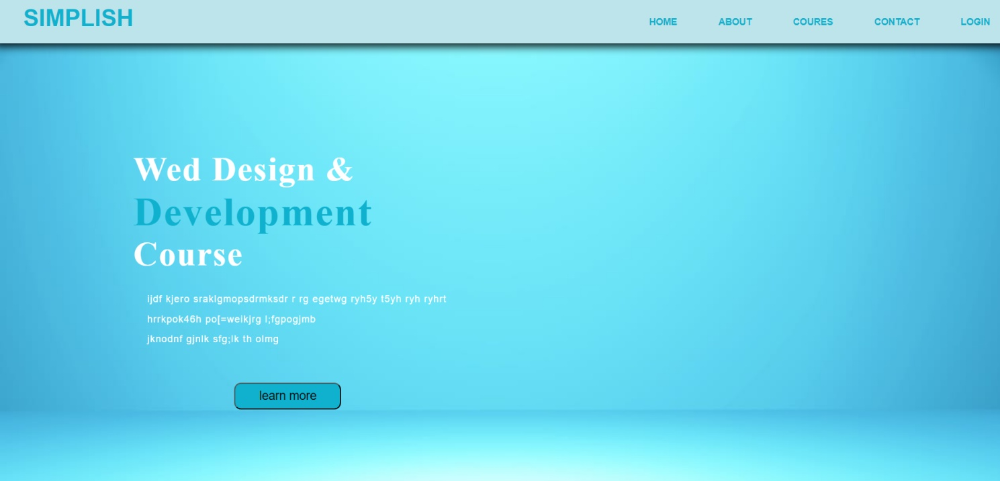 SIMPLISH
HOME ABOUT COURES CONTACT LOGIN
Wed Design &
Development
Course
ijdf kjero sraklgmopsdrmksdr r rg egetwg ryh5y t5yh ryh ryhrt
hrrkpok46h po[=weikjrg l;fgpogjmb
jknodnf gjnlk sfg;lk th olmg
learn more